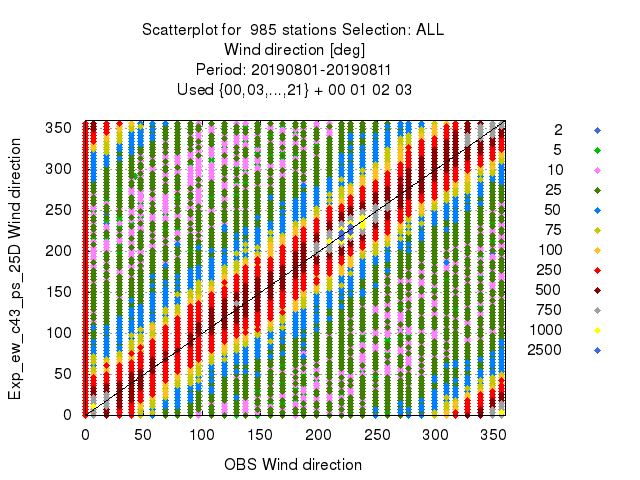 Scatterplot for 985 stations Selection: ALL
Wind direction [deg]
Period: 20190801-20190811
Used {00,03,...,21} + 00 01 02 03
Exp_ew_c43_ps_25D Wind direction
350
300
250
200
150
100
50
0
0 50 100 150 200 250 300 350
OBS Wind direction
2
5
10
25
50
75
100
250
500
750
1000
2500